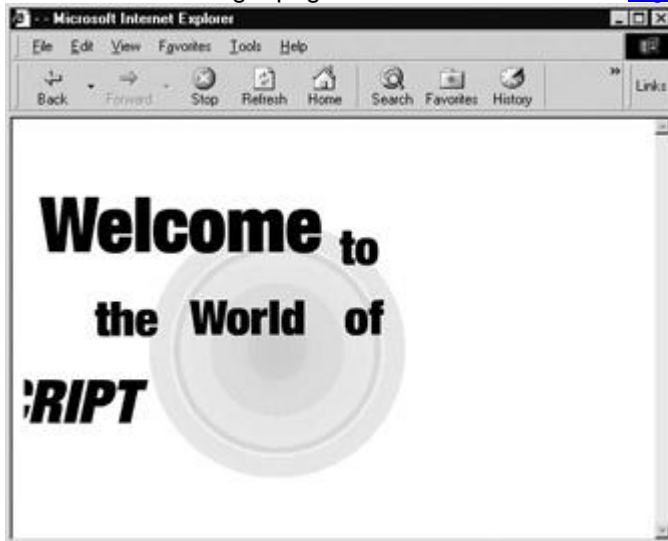 - - Microsoft Internet Explorer
File Edit View Favorites Tools Help
Back Forward Stop Refresh Home Search Favorites History » Links
Welcome to
the World of
CRIPT